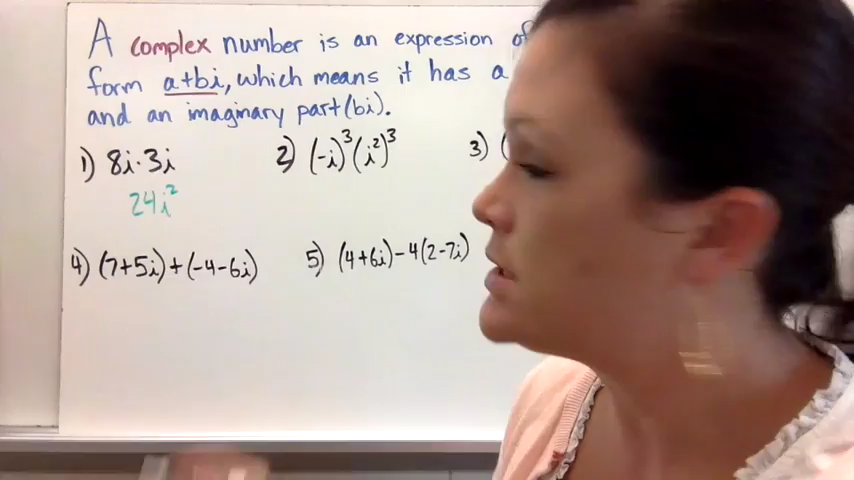 A complex number is an expression of
form a+bi, which means it has a
and an imaginary part (bi).
1) 8i·3i
2) (-i)³(i²)³
3) (
24i²
4) (7+5i)+(-4-6i)
5) (4+6i)-4(2-7i)